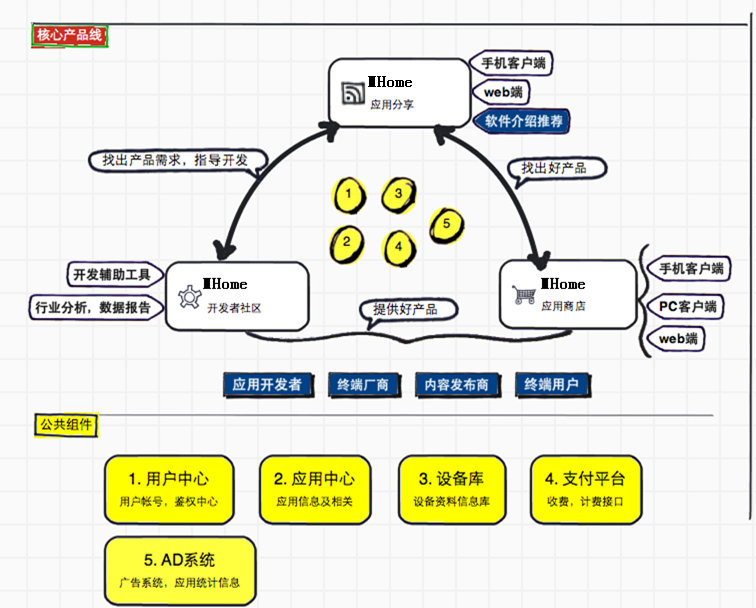 核心产品线
MHome
应用分享
手机客户端
web端
软件介绍推荐
找出产品需求，指导开发
找出好产品
1
3
5
2
4
MHome
开发者社区
开发辅助工具
行业分析，数据报告
MHome
应用商店
手机客户端
PC客户端
web端
提供好产品
应用开发者
终端厂商
内容发布商
终端用户
公共组件
1. 用户中心
用户帐号，鉴权中心
2. 应用中心
应用信息及相关
3. 设备库
设备资料信息库
4. 支付平台
收费，计费接口
5. AD系统
广告系统，应用统计信息